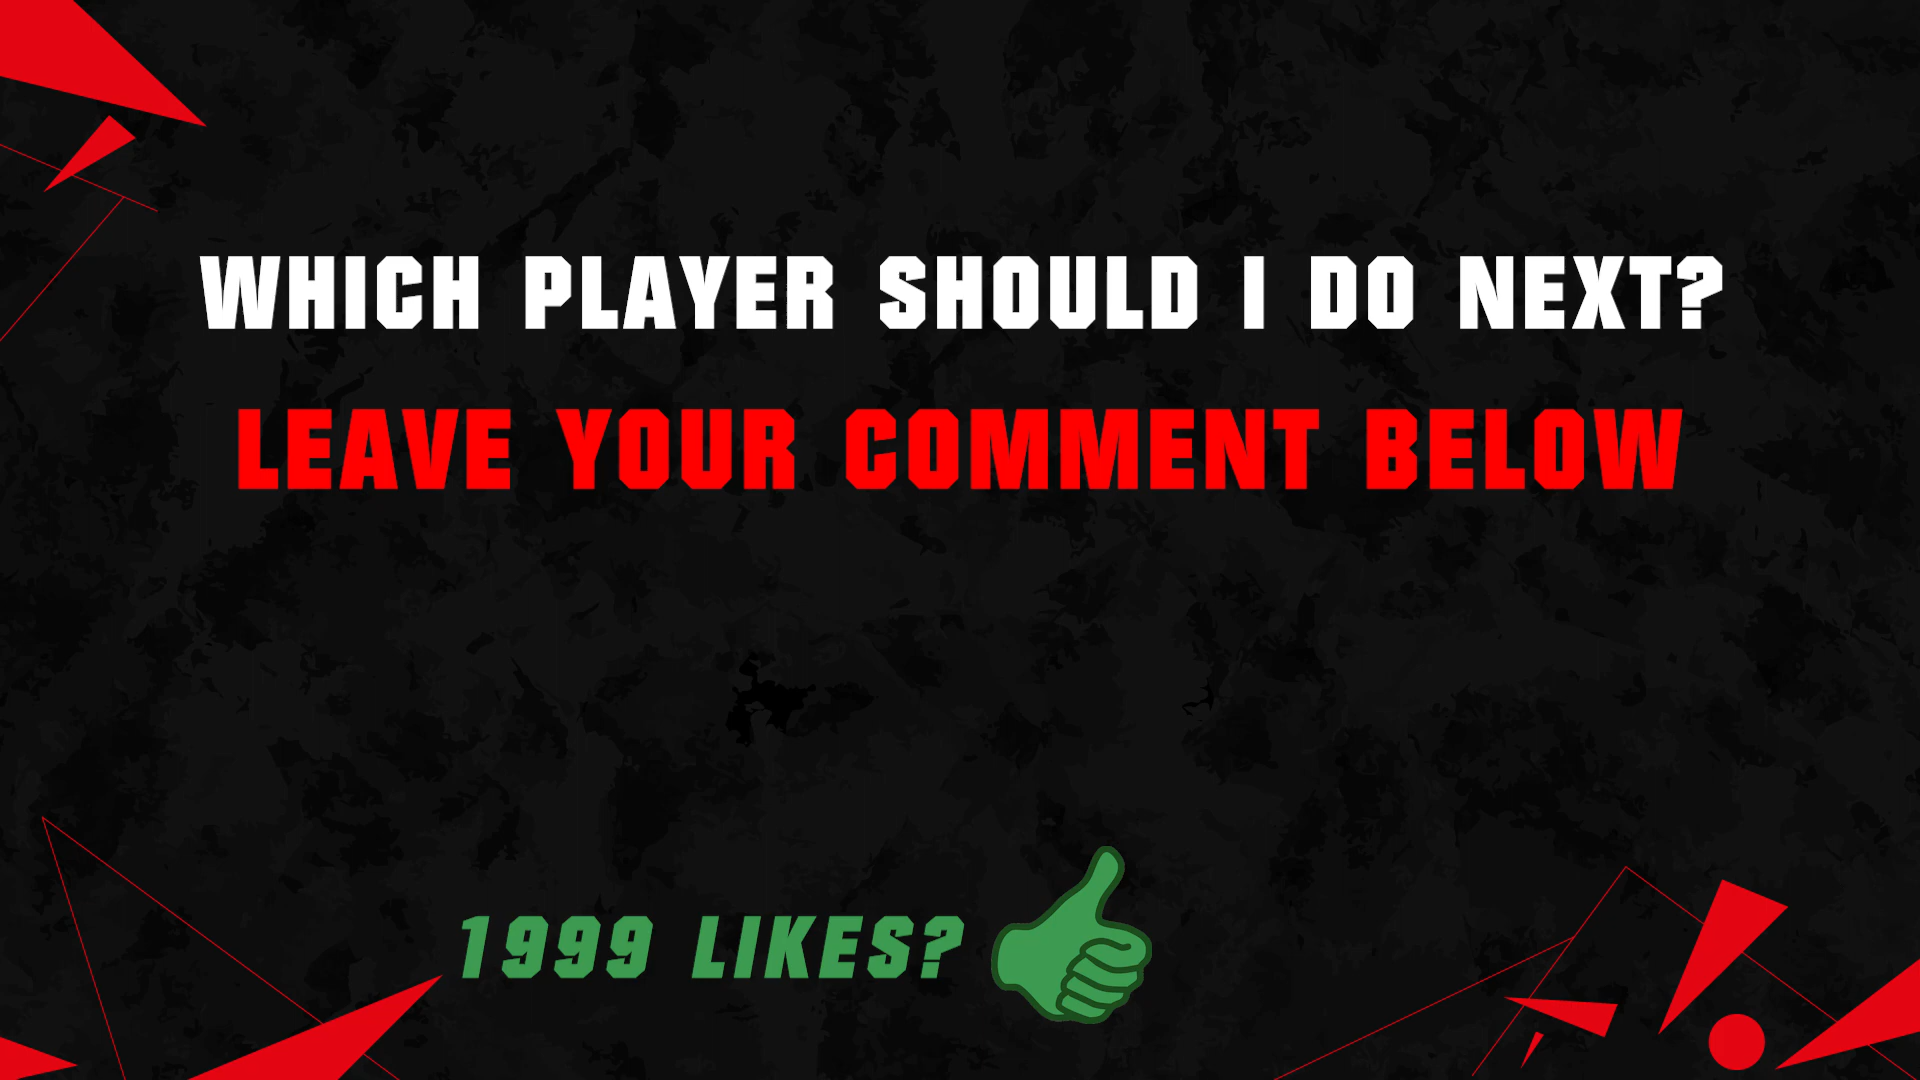 WHICH PLAYER SHOULD I DO NEXT?
LEAVE YOUR COMMENT BELOW
1999 LIKES?